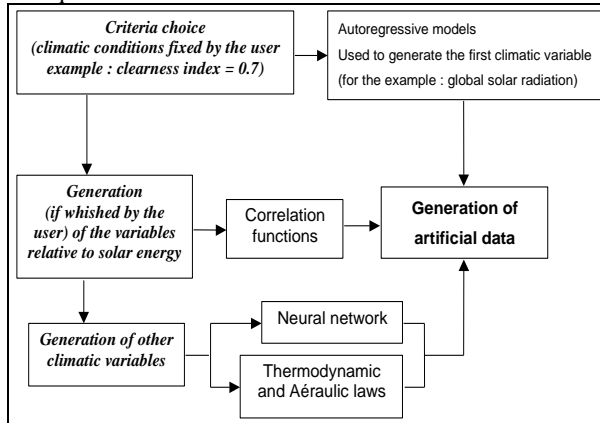 Criteria choice
(climatic conditions fixed by the user
example : clearness index = 0.7)
Autoregressive models
Used to generate the first climatic variable
(for the example : global solar radiation)
Generation
(if whished by the
user) of the variables
relative to solar energy
Correlation
functions
Generation of
artificial data
Generation of other
climatic variables
Neural network
Thermodynamic
and Aéraulic laws